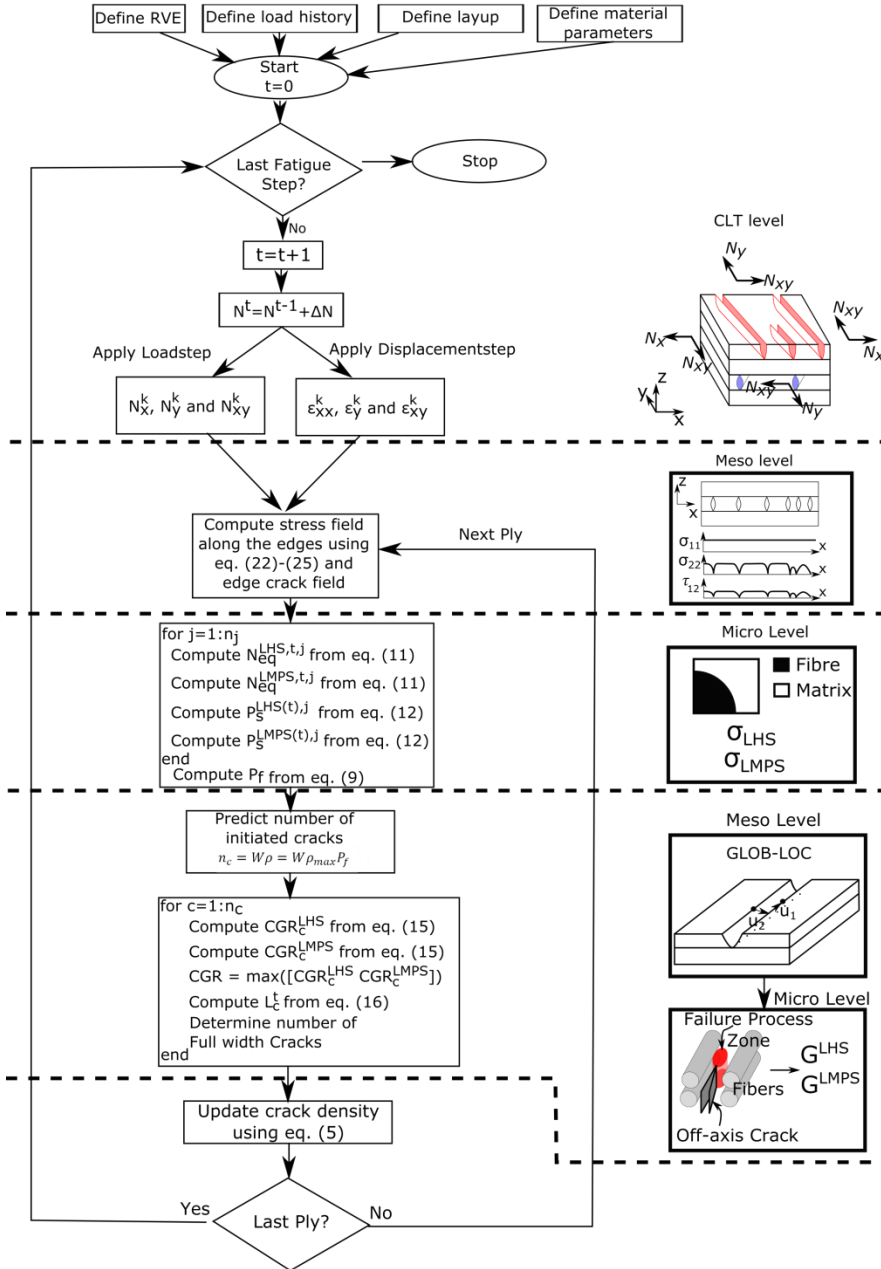 Define RVE
Define load history
Define layup
Define material
parameters
Start
t=0
Last Fatigue
Step?
Stop
No
t=t+1
N^t=N^t-1+ΔN
Apply Loadstep
Apply Displacementstep
N_x^k, N_y^k and N_xy^k
ε_xx^k, ε_y^k and ε_xy^k
CLT level
N_y
N_xy
N_xy
N_x
N_x
N_xy
N_xy
N_y
z
y
x
Compute stress field
along the edges using
eq. (22)-(25) and
edge crack field
Next Ply
Meso level
z
x
σ_11
x
σ_22
x
τ_12
x
for j=1:n_j
Compute N_eq^LHS,t,j from eq. (11)
Compute N_eq^LMPS,t,j from eq. (11)
Compute P_s^LHS(t),j from eq. (12)
Compute P_s^LMPS(t),j from eq. (12)
end
Compute P_f from eq. (9)
Micro Level
Fibre
Matrix
σ_LHS
σ_LMPS
Predict number of
initiated cracks
n_c = Wρ = Wρ_max P_f
for c=1:n_c
Compute CGR_c^LHS from eq. (15)
Compute CGR_c^LMPS from eq. (15)
CGR = max([CGR_c^LHS CGR_c^LMPS])
Compute L_c^t from eq. (16)
Determine number of
Full width Cracks
end
Meso Level
GLOB-LOC
u_2
u_1
Micro Level
Failure Process
Zone
Fibers
G^LHS
G^LMPS
Off-axis Crack
Update crack density
using eq. (5)
Yes
Last Ply?
No